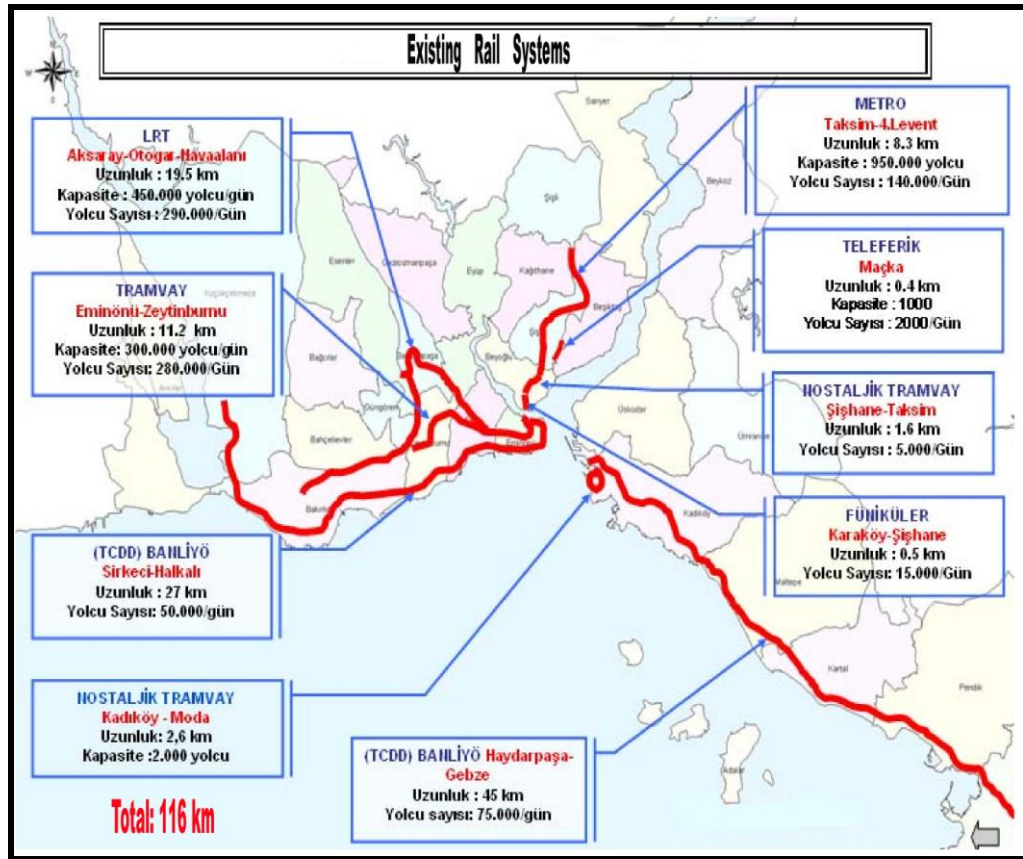 Existing Rail Systems
N
W
E
S
LRT
Aksaray-Otogar-Havaalanı
Uzunluk : 19.5 km
Kapasite : 450.000 yolcu/gün
Yolcu Sayısı : 290.000/Gün
TRAMVAY
Eminönü-Zeytinburnu
Uzunluk : 11.2 km
Kapasite: 300.000 yolcu/gün
Yolcu Sayısı: 280.000/Gün
(TCDD) BANLİYÖ
Sirkeci-Halkalı
Uzunluk : 27 km
Yolcu Sayısı: 50.000/gün
NOSTALJİK TRAMVAY
Kadıköy - Moda
Uzunluk: 2,6 km
Kapasite :2.000 yolcu
Total: 116 km
(TCDD) BANLİYÖ Haydarpaşa-
Gebze
Uzunluk : 45 km
Yolcu sayısı: 75.000/gün
METRO
Taksim-4.Levent
Uzunluk : 8.3 km
Kapasite : 950.000 yolcu
Yolcu Sayısı : 140.000/Gün
TELEFERİK
Maçka
Uzunluk : 0.4 km
Kapasite : 1000
Yolcu Sayısı : 2000/Gün
NOSTALJİK TRAMVAY
Şişhane-Taksim
Uzunluk : 1.6 km
Yolcu Sayısı : 5.000/Gün
FÜNİKÜLER
Karaköy-Şişhane
Uzunluk : 0.5 km
Yolcu Sayısı : 15.000/Gün
Sarıyer
Beykoz
Şişli
Esenler
Gaziosmanpaşa
Eyüp
Kağıthane
Beşiktaş
Küçükçekmece
Bağcılar
Beyoğlu
Güngören
Bahçelievler
Üsküdar
Ümraniye
Kadıköy
Maltepe
Kartal
Pendik
Adalar